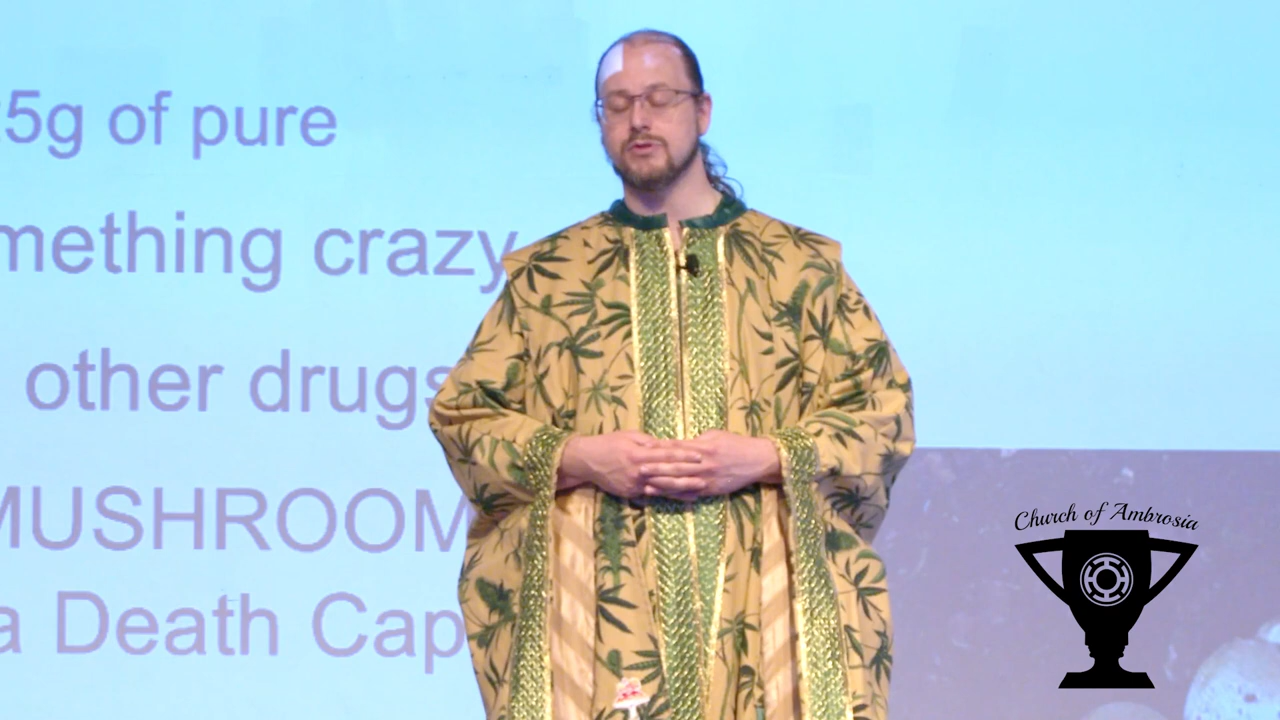 5g of pure
mething crazy
other drugs
MUSHROOM
a Death Cap
Church of Ambrosia